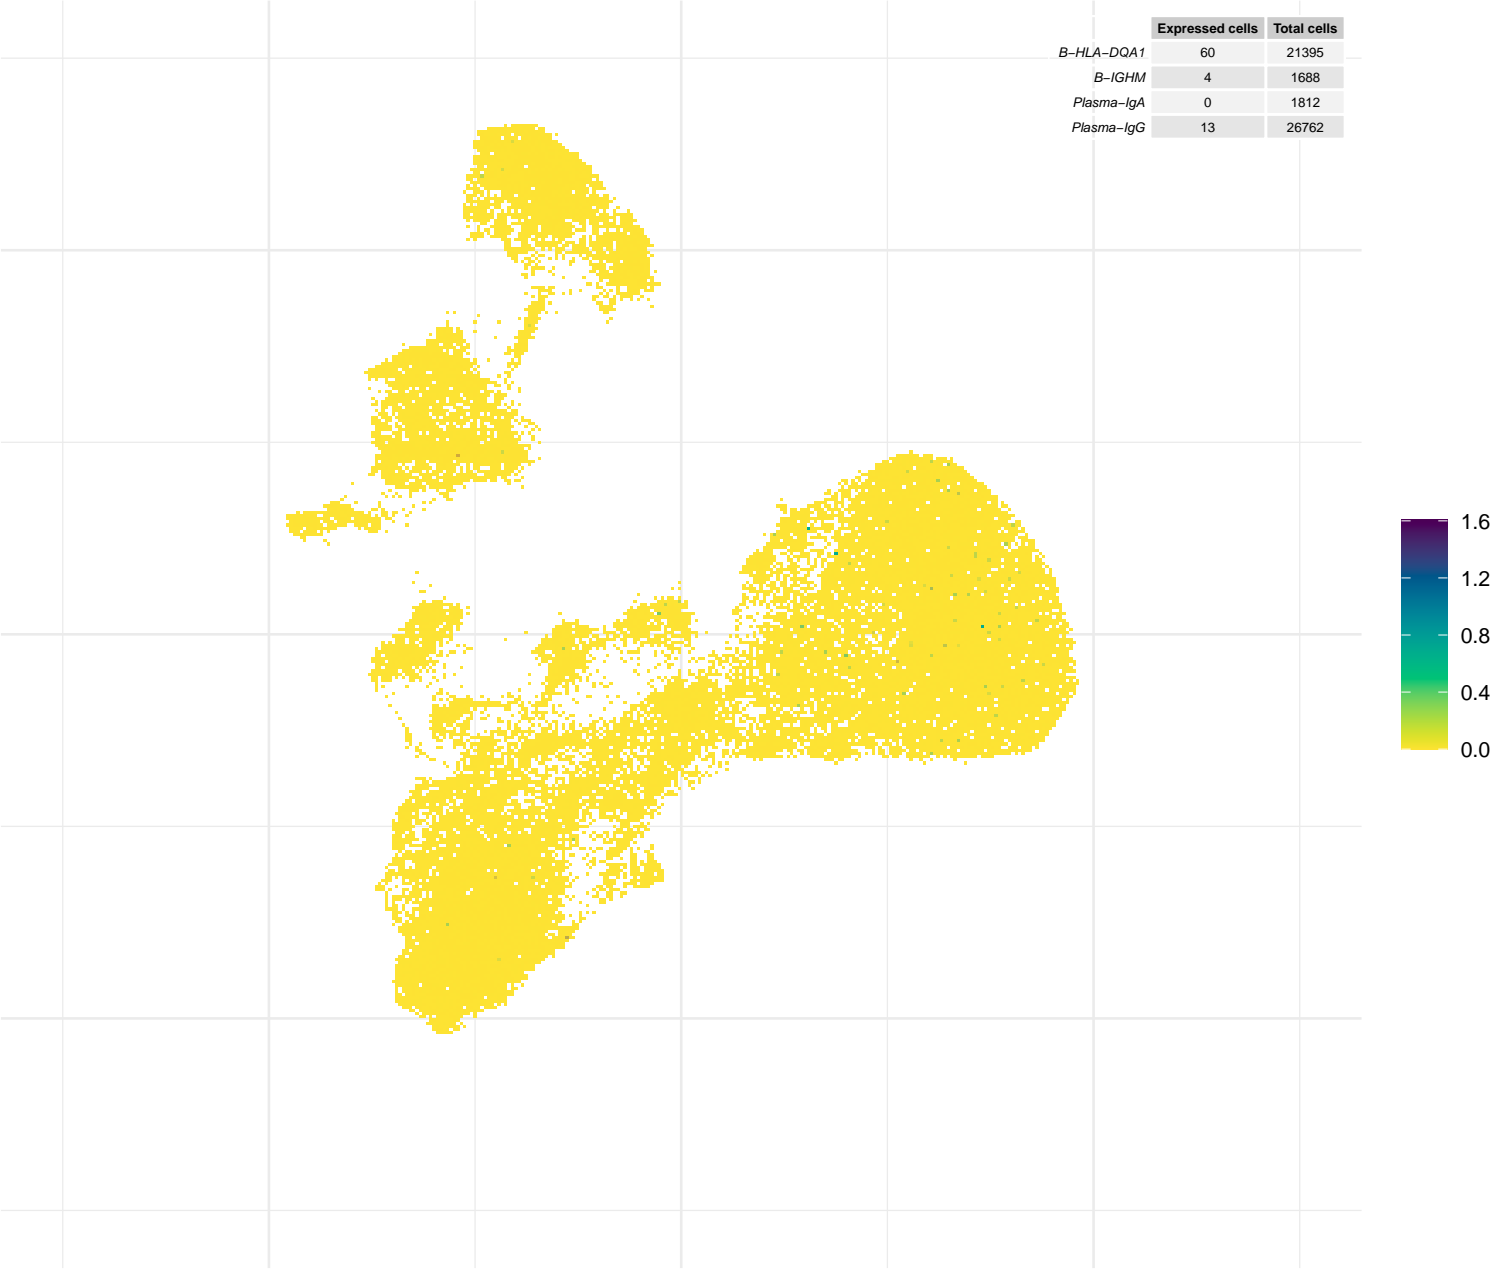 Expressed cells Total cells
B−HLA−DQA1 60 21395
B−IGHM 4 1688
Plasma−IgA 0 1812
Plasma−IgG 13 26762
1.6
1.2
0.8
0.4
0.0